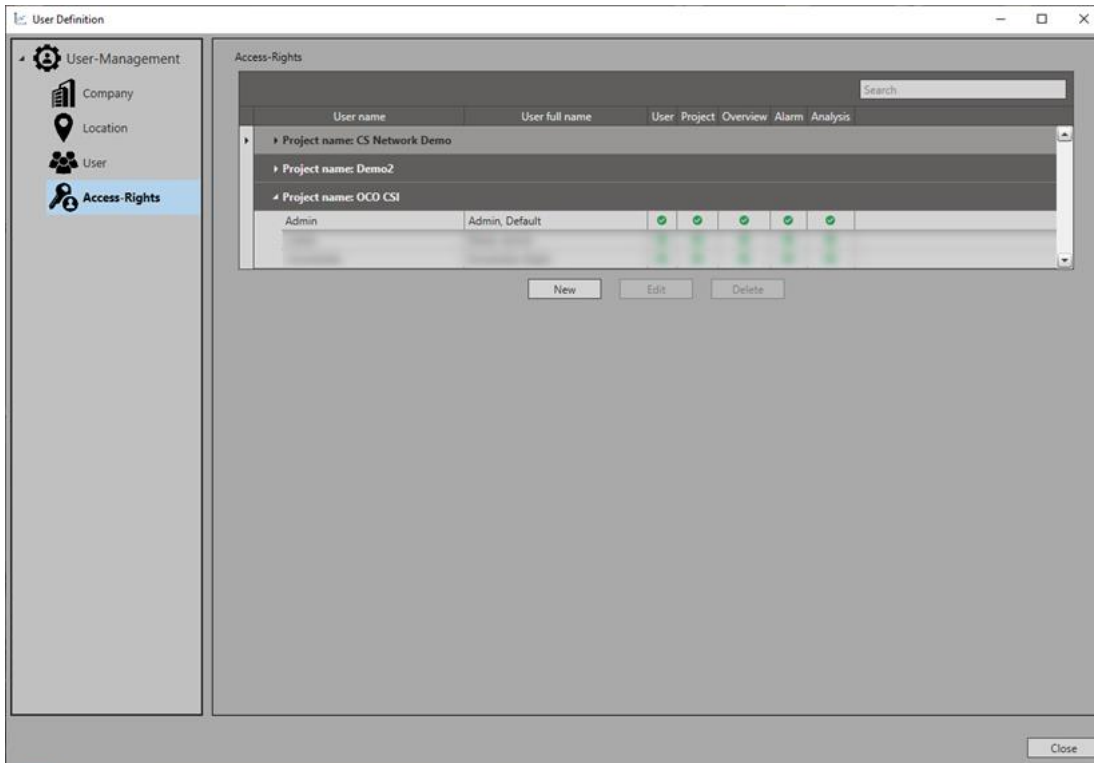 User Definition
User-Management
Company
Location
User
Access-Rights
Access-Rights
Search
User name User full name User Project Overview Alarm Analysis
Project name: CS Network Demo
Project name: Demo2
Project name: OCO CSI
Admin Admin, Default
New Edit Delete
Close